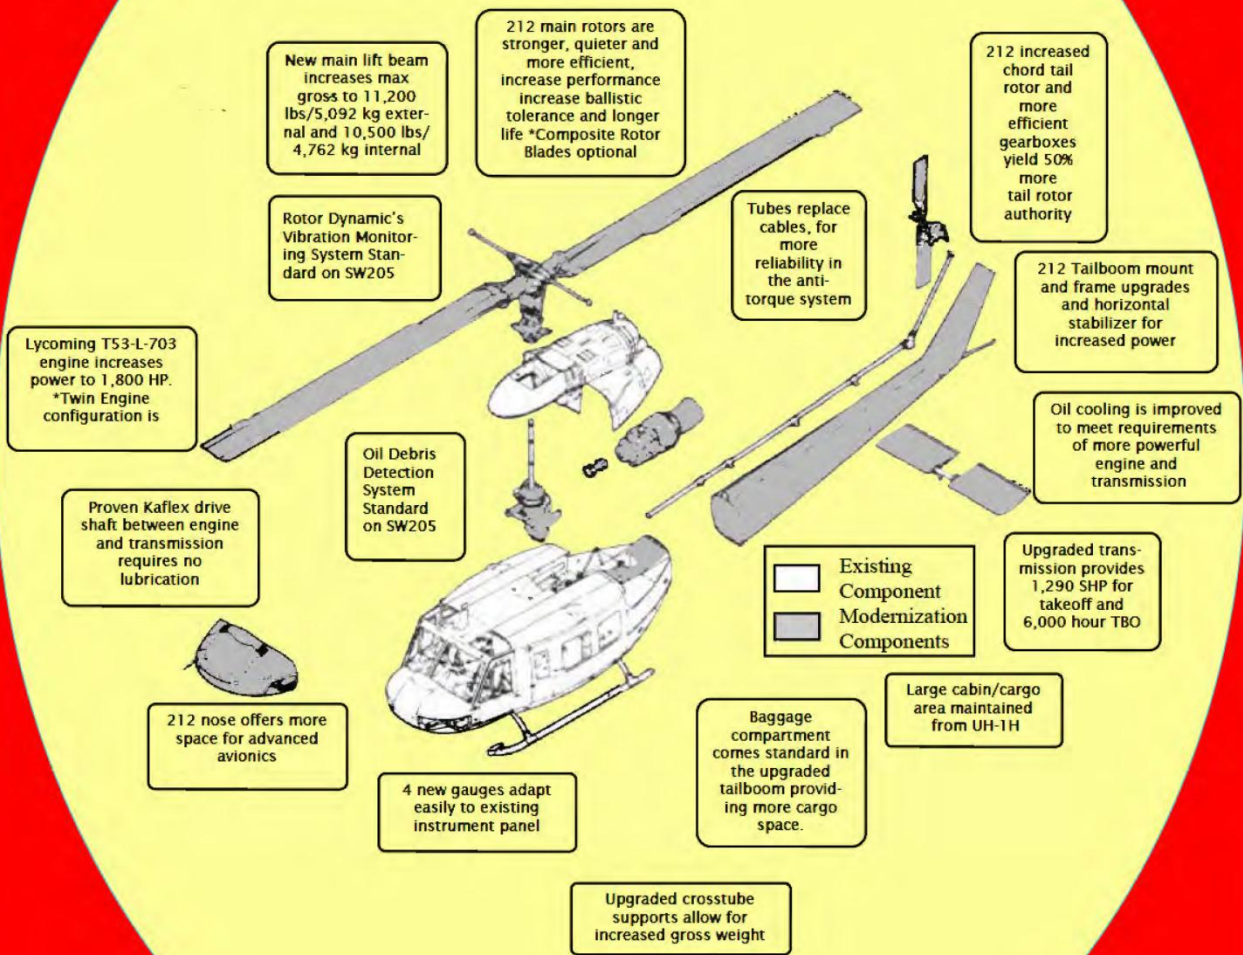 New main lift beam
increases max
gross to 11,200
lbs/5,092 kg exter-
nal and 10,500 lbs/
4,762 kg internal
212 main rotors are
stronger, quieter and
more efficient,
increase performance
increase ballistic
tolerance and longer
life *Composite Rotor
Blades optional
212 increased
chord tail
rotor and
more
efficient
gearboxes
yield 50%
more
tail rotor
authority
Rotor Dynamic's
Vibration Monitor-
ing System Stan-
dard on SW205
Tubes replace
cables, for
more
reliability in
the anti-
torque system
212 Tailboom mount
and frame upgrades
and horizontal
stabilizer for
increased power
Lycoming T53-L-703
engine increases
power to 1,800 HP.
*Twin Engine
configuration is
Oil cooling is improved
to meet requirements
of more powerful
engine and
transmission
Oil Debris
Detection
System
Standard
on SW205
Proven Kaflex drive
shaft between engine
and transmission
requires no
lubrication
Existing
Component
Modernization
Components
Upgraded trans-
mission provides
1,290 SHP for
takeoff and
6,000 hour TBO
212 nose offers more
space for advanced
avionics
Large cabin/cargo
area maintained
from UH-1H
Baggage
compartment
comes standard in
the upgraded
tailboom provid-
ing more cargo
space.
4 new gauges adapt
easily to existing
instrument panel
Upgraded crosstube
supports allow for
increased gross weight